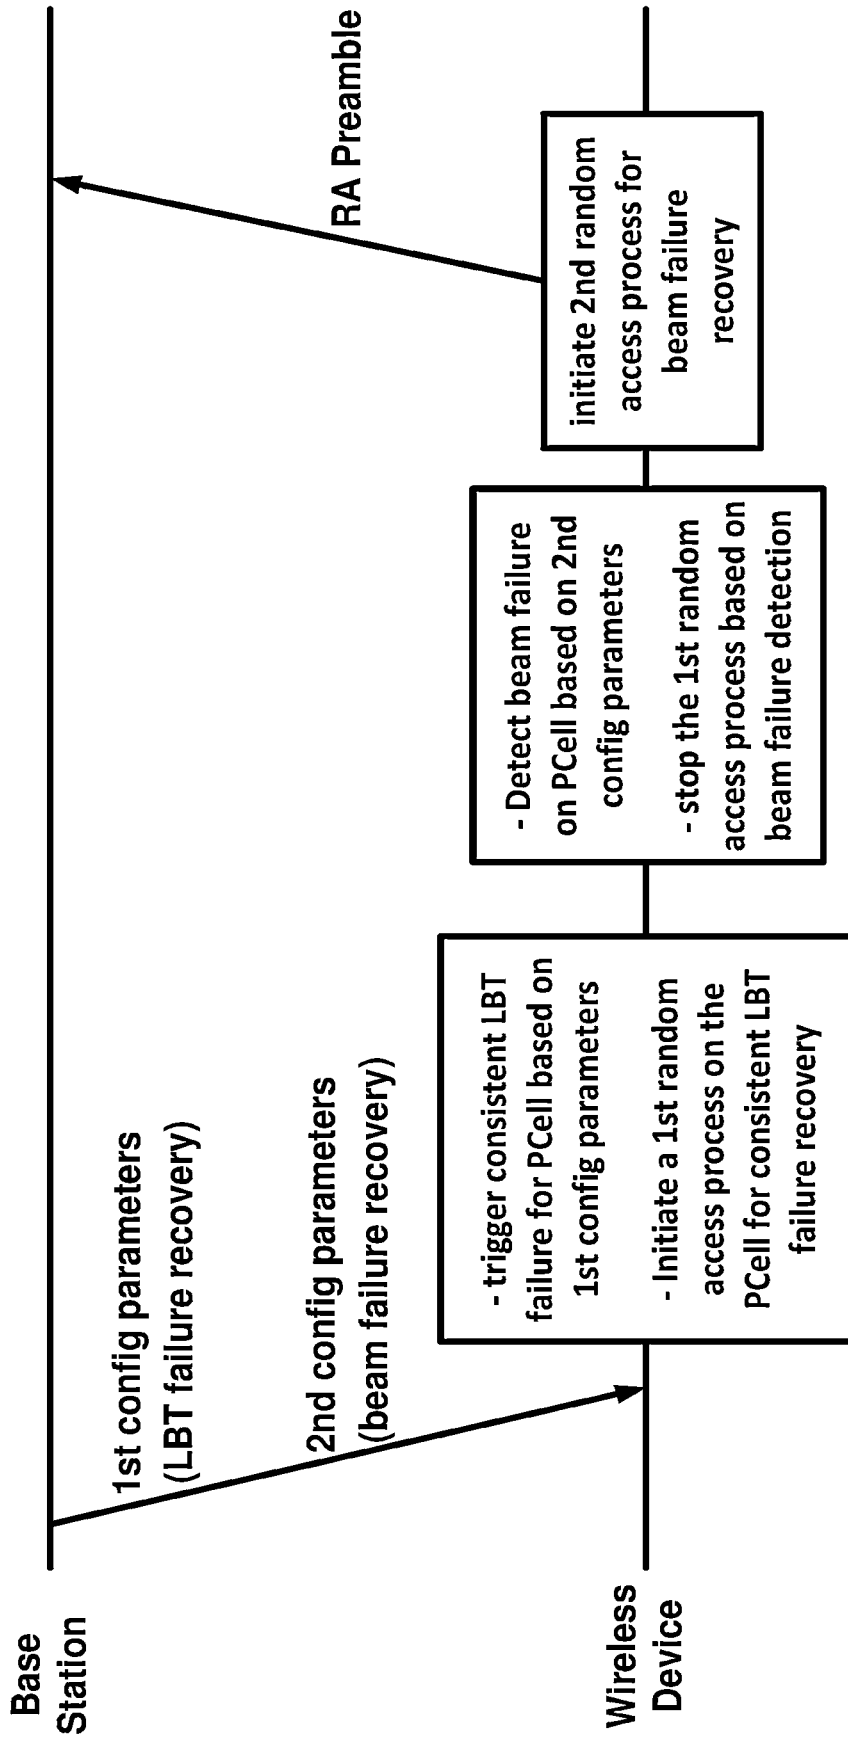 Base
Station
1st config parameters
(LBT failure recovery)
2nd config parameters
(beam failure recovery)
RA Preamble
Wireless
Device
- trigger consistent LBT
failure for PCell based on
1st config parameters
- Initiate a 1st random
access process on the
PCell for consistent LBT
failure recovery
- Detect beam failure
on PCell based on 2nd
config parameters
- stop the 1st random
access process based on
beam failure detection
initiate 2nd random
access process for
beam failure
recovery